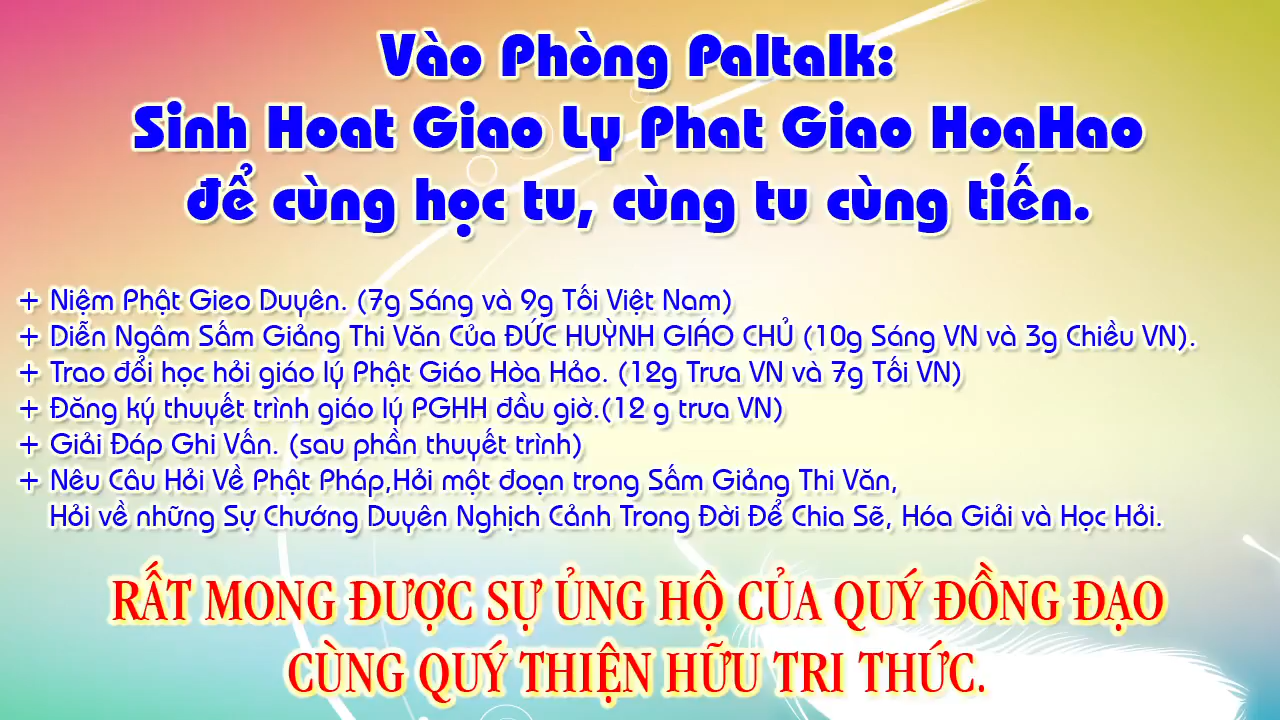 Vào Phòng Paltalk:
Sinh Hoat Giao Ly Phat Giao HoaHao
để cùng học tu, cùng tu cùng tiến.
+ Niệm Phật Gieo Duyên. (7g Sáng và 9g Tối Việt Nam)
+ Diễn Ngâm Sấm Giảng Thi Văn Của ĐỨC HUỲNH GIÁO CHỦ (10g Sáng VN và 3g Chiều VN).
+ Trao đổi học hỏi giáo lý Phật Giáo Hòa Hảo. (12g Trưa VN và 7g Tối VN)
+ Đăng ký thuyết trình giáo lý PGHH đầu giờ.(12 g trưa VN)
+ Giải Đáp Ghi Vấn. (sau phần thuyết trình)
+ Nêu Câu Hỏi Về Phật Pháp,Hỏi một đoạn trong Sấm Giảng Thi Văn,
Hỏi về những Sự Chướng Duyên Nghịch Cảnh Trong Đời Để Chia Sẽ, Hóa Giải và Học Hỏi.
RẤT MONG ĐƯỢC SỰ ỦNG HỘ CỦA QUÝ ĐỒNG ĐẠO
CÙNG QUÝ THIỆN HỮU TRI THỨC.